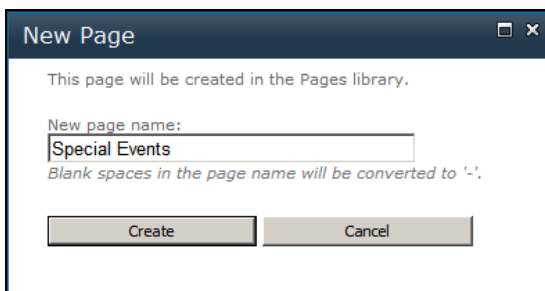 New Page
This page will be created in the Pages library.
New page name:
Special Events
Blank spaces in the page name will be converted to '-'.
Create Cancel